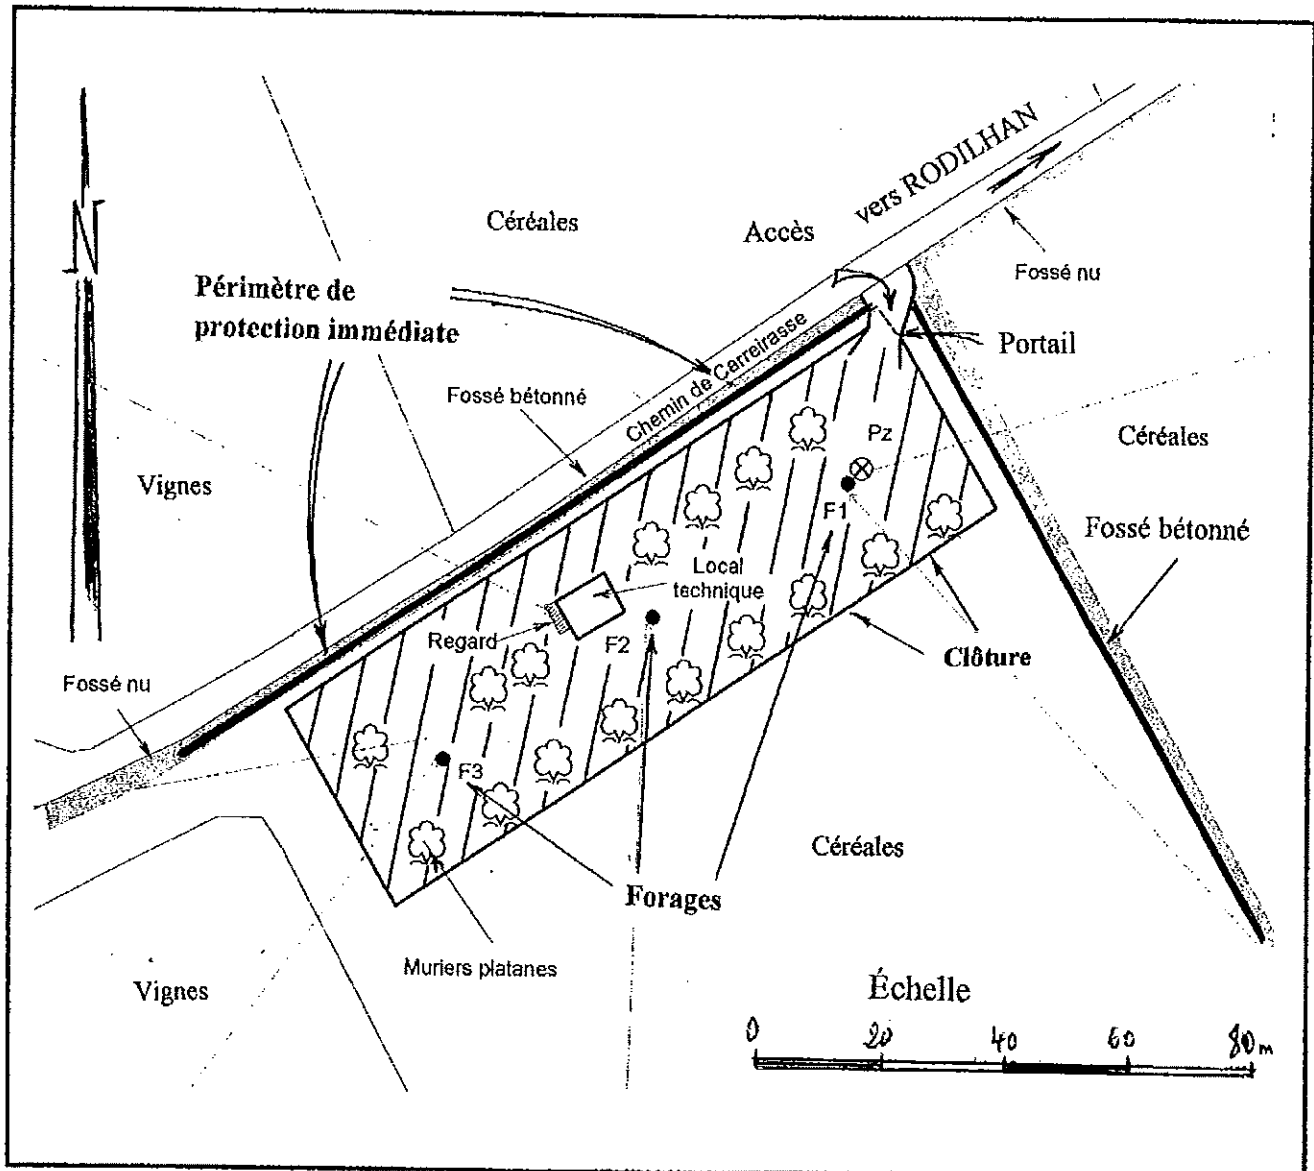 vers RODILHAN
Céréales
Accès
Fossé nu
Périmètre de
protection immédiate
Portail
Chemin de Carreirasse
Fossé bétonné
Pz
Céréales
Vignes
F1
Fossé bétonné
Local
technique
Regard
F2
Clôture
Fossé nu
F3
Céréales
Forages
Muriers platanes
Vignes
Échelle
0 20 40 60 80 m
N